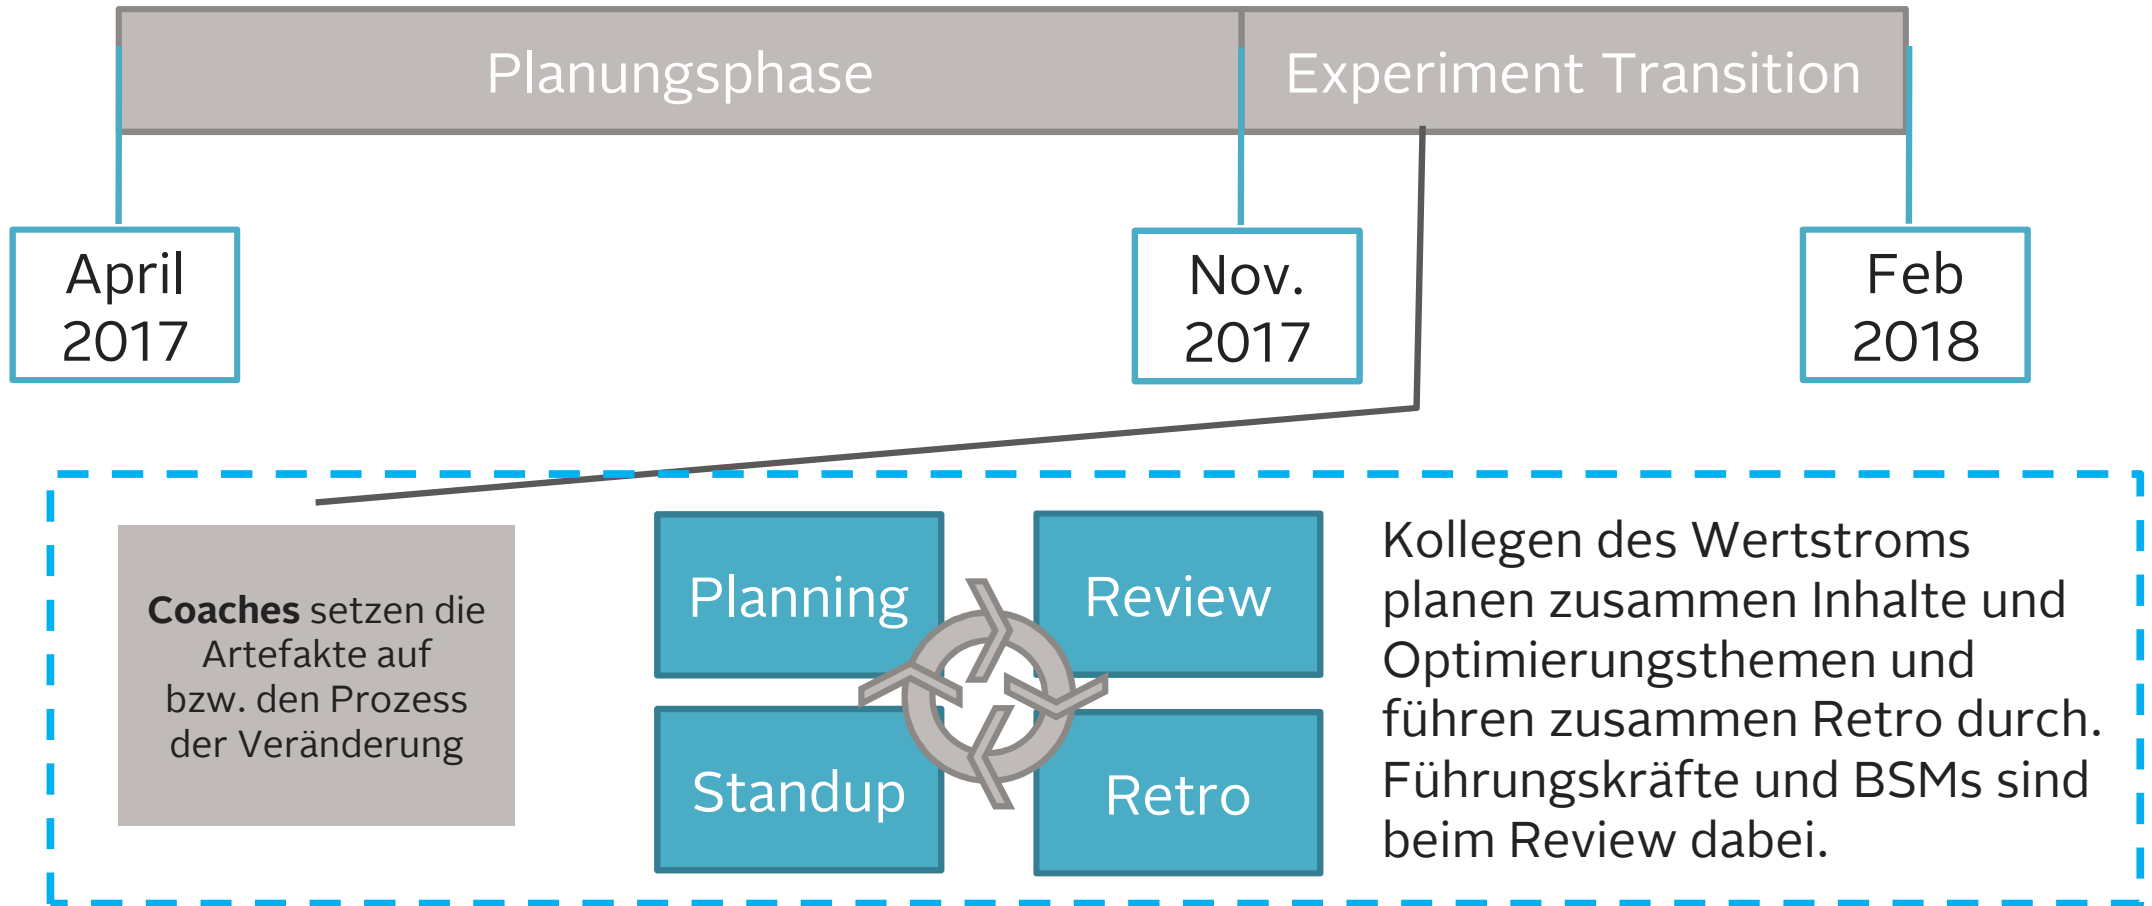 Planungsphase
Experiment Transition
April
2017
Nov.
2017
Feb
2018
Coaches setzen die
Artefakte auf
bzw. den Prozess
der Veränderung
Planning
Review
Standup
Retro
Kollegen des Wertstroms
planen zusammen Inhalte und
Optimierungsthemen und
führen zusammen Retro durch.
Führungskräfte und BSMs sind
beim Review dabei.